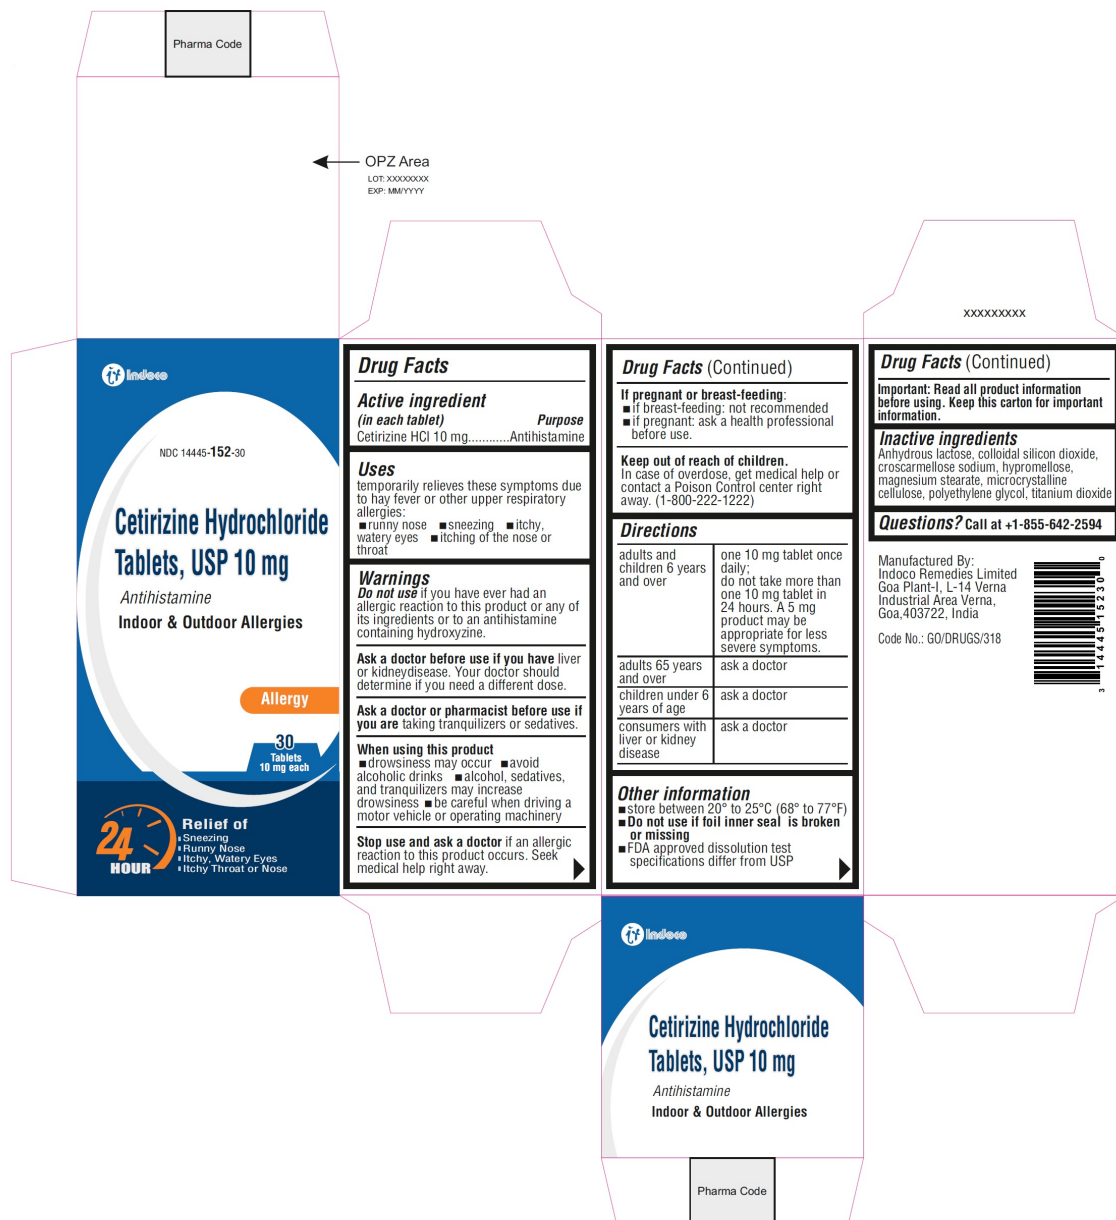 Pharma Code
OPZ Area
LOT: XXXXXXXX
EXP: MM/YYYY
XXXXXXXXX
Indoco
NDC 14445-152-30
Cetirizine Hydrochloride
Tablets, USP 10 mg
Antihistamine
Indoor & Outdoor Allergies
Allergy
30
Tablets
10 mg each
24
HOUR
Relief of
Sneezing
Runny Nose
Itchy, Watery Eyes
Itchy Throat or Nose
Drug Facts
Active ingredient
(in each tablet) Purpose
Cetirizine HCl 10 mg............Antihistamine
Uses
temporarily relieves these symptoms due
to hay fever or other upper respiratory
allergies:
■ runny nose ■ sneezing ■ itchy,
watery eyes ■ itching of the nose or
throat
Warnings
Do not use if you have ever had an
allergic reaction to this product or any of
its ingredients or to an antihistamine
containing hydroxyzine.
Ask a doctor before use if you have liver
or kidneydisease. Your doctor should
determine if you need a different dose.
Ask a doctor or pharmacist before use if
you are taking tranquilizers or sedatives.
When using this product
■ drowsiness may occur ■ avoid
alcoholic drinks ■ alcohol, sedatives,
and tranquilizers may increase
drowsiness ■ be careful when driving a
motor vehicle or operating machinery
Stop use and ask a doctor if an allergic
reaction to this product occurs. Seek
medical help right away.
Drug Facts (Continued)
If pregnant or breast-feeding:
■ if breast-feeding: not recommended
■ if pregnant: ask a health professional
before use.
Keep out of reach of children.
In case of overdose, get medical help or
contact a Poison Control center right
away. (1-800-222-1222)
Directions
adults and
children 6 years
and over
one 10 mg tablet once
daily;
do not take more than
one 10 mg tablet in
24 hours. A 5 mg
product may be
appropriate for less
severe symptoms.
adults 65 years
and over
ask a doctor
children under 6
years of age
ask a doctor
consumers with
liver or kidney
disease
ask a doctor
Other information
■ store between 20° to 25°C (68° to 77°F)
■ Do not use if foil inner seal is broken
or missing
■ FDA approved dissolution test
specifications differ from USP
Drug Facts (Continued)
Important: Read all product information
before using. Keep this carton for important
information.
Inactive ingredients
Anhydrous lactose, colloidal silicon dioxide,
croscarmellose sodium, hypromellose,
magnesium stearate, microcrystalline
cellulose, polyethylene glycol, titanium dioxide
Questions? Call at +1-855-642-2594
Manufactured By:
Indoco Remedies Limited
Goa Plant-I, L-14 Verna
Industrial Area Verna,
Goa,403722, India
Code No.: GO/DRUGS/318
3 14445 15230 0
Indoco
Cetirizine Hydrochloride
Tablets, USP 10 mg
Antihistamine
Indoor & Outdoor Allergies
Pharma Code